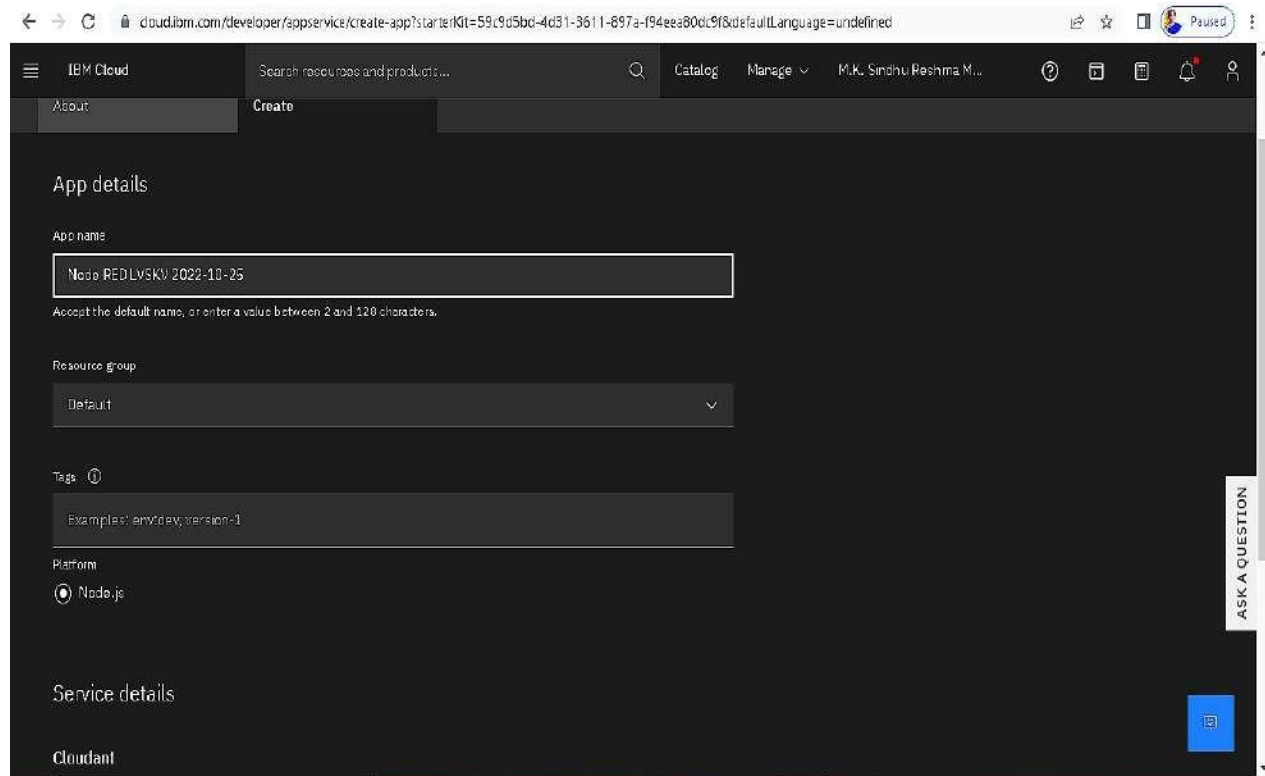 cloud.ibm.com/developer/appservice/create-app?starterKit=59c9d5bd-4d31-3611-897a-f94eea80dc9f&defaultLanguage=undefined
Paused
IBM Cloud
Search resources and products...
Catalog
Manage
M.K. Sindhu Reshma M...
About
Create
App details
App name
Node RED LVSKV 2022-10-25
Accept the default name, or enter a value between 2 and 128 characters.
Resource group
Default
Tags
Examples: env:dev, version-1
Platform
Node.js
ASK A QUESTION
Service details
Cloudant